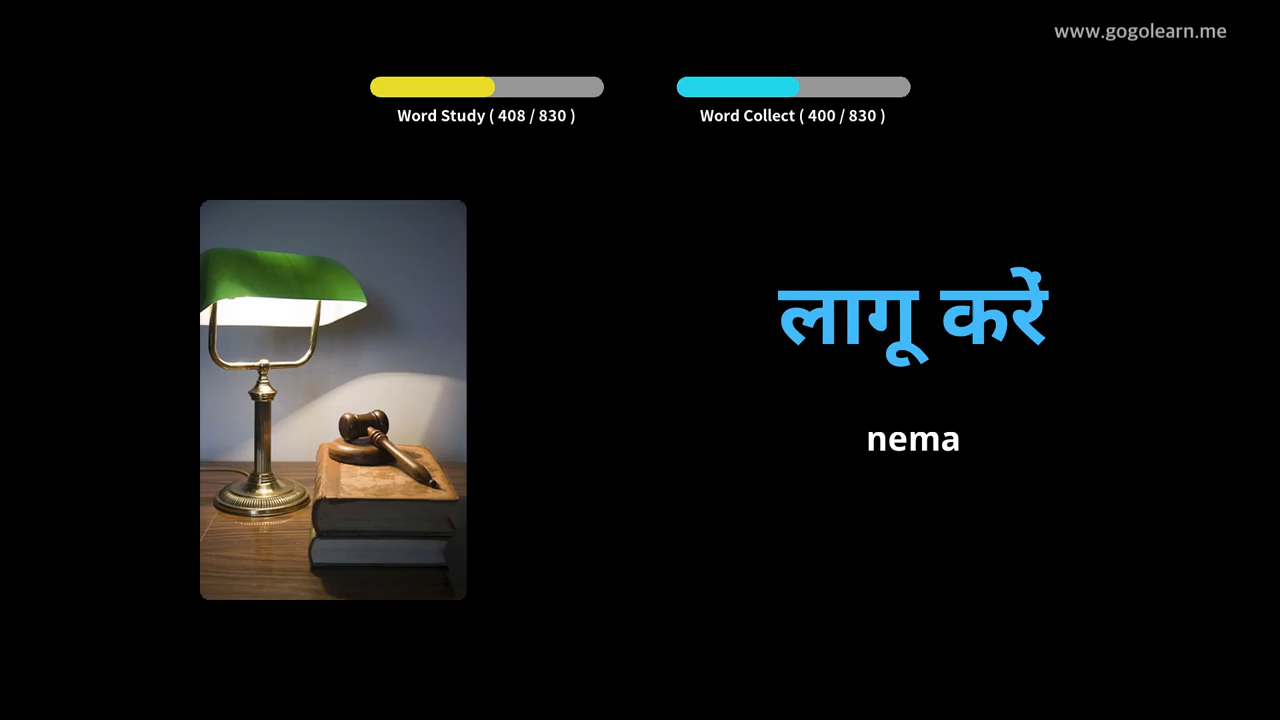 www.gogolearn.me
Word Study ( 408 / 830 )
Word Collect ( 400 / 830 )
लागू करें
nema